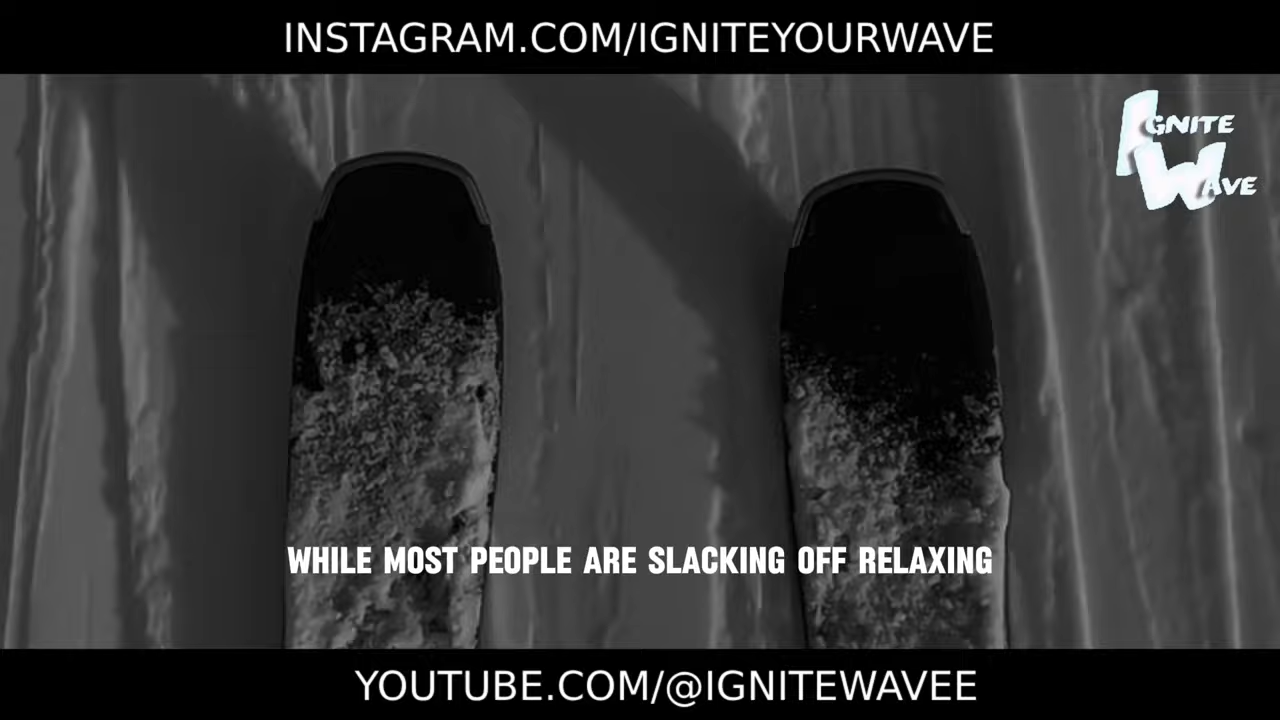 INSTAGRAM.COM/IGNITEYOURWAVE
IGNITE
WAVE
WHILE MOST PEOPLE ARE SLACKING OFF RELAXING
YOUTUBE.COM/@IGNITEWAVEE